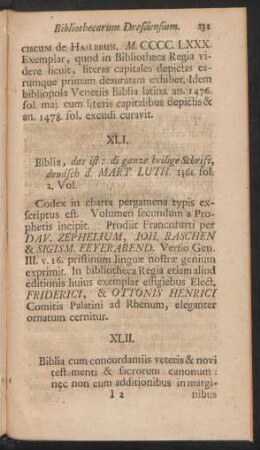 Bibliothecarum Dresdensium. 131
ciscum de HAILBRUN. M. CCCC. LXXX.
Exemplar, quod in Bibliotheca Regia vi-
dere licuit, literas capitales depictas ea-
rumque primam deauratam exhibet. Idem
bibliopola Venetiis Biblia latina an. 1476.
fol. maj. cum literis capitalibus depictis &
an. 1478. fol. excudi curavit.
XLI.
Biblia, das ist: di ganze heilige Schrift,
deudsch d. MART. LUTH. 1561. fol.
2. Vol.
Codex in charta pergamena typis ex-
scriptus est. Volumen secundum a Pro-
phetis incipit. Prodiit Francofurti per
DAV. ZEPHELIUM, JOH. RASCHEN
& SIGISM. FEYERABEND. Versio Gen.
III. v. 16. pristinum linguæ nostræ genium
exprimit. In bibliotheca Regia etiam aliud
editionis hujus exemplar effigiebus Elect.
FRIDERICI, & OTTONIS HENRICI
Comitis Palatini ad Rhenum, eleganter
ornatum cernitur.
XLII.
Biblia cum concordantiis veteris & novi
testamenti & sacrorum canonum:
nec non cum additionibus in margi-
I 2 nibus